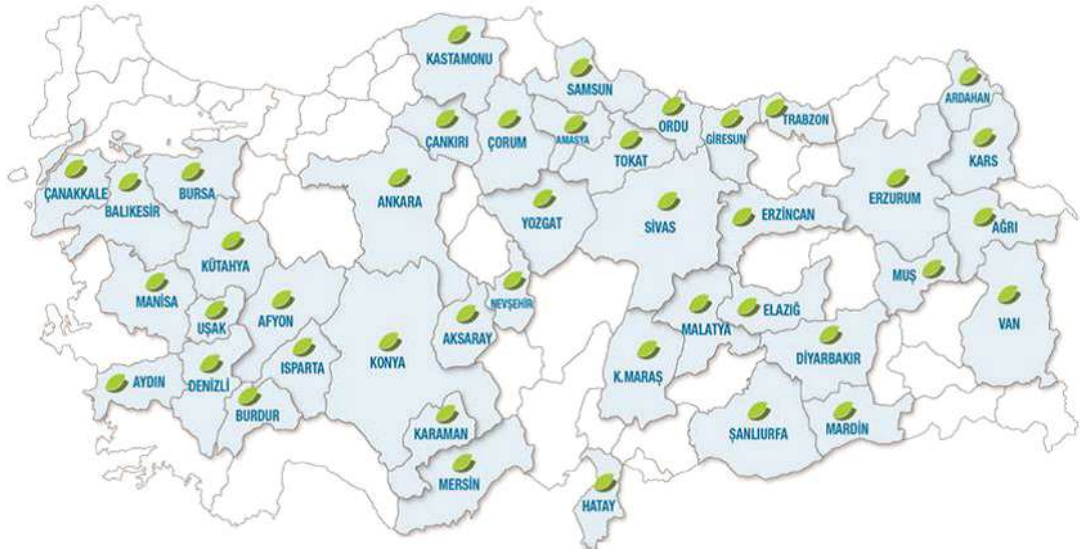 KASTAMONU
SAMSUN
ARDAHAN
ÇANKIRI
ÇORUM
AMASYA
ORDU
GİRESUN
TRABZON
TOKAT
KARS
ÇANAKKALE
BALIKESİR
BURSA
ANKARA
YOZGAT
SİVAS
ERZİNCAN
ERZURUM
AĞRI
KÜTAHYA
MUŞ
MANİSA
UŞAK
AFYON
NEVŞEHİR
AKSARAY
MALATYA
ELAZIĞ
VAN
DİYARBAKIR
AYDIN
DENİZLİ
ISPARTA
KONYA
K.MARAŞ
BURDUR
KARAMAN
ŞANLIURFA
MARDİN
MERSİN
HATAY